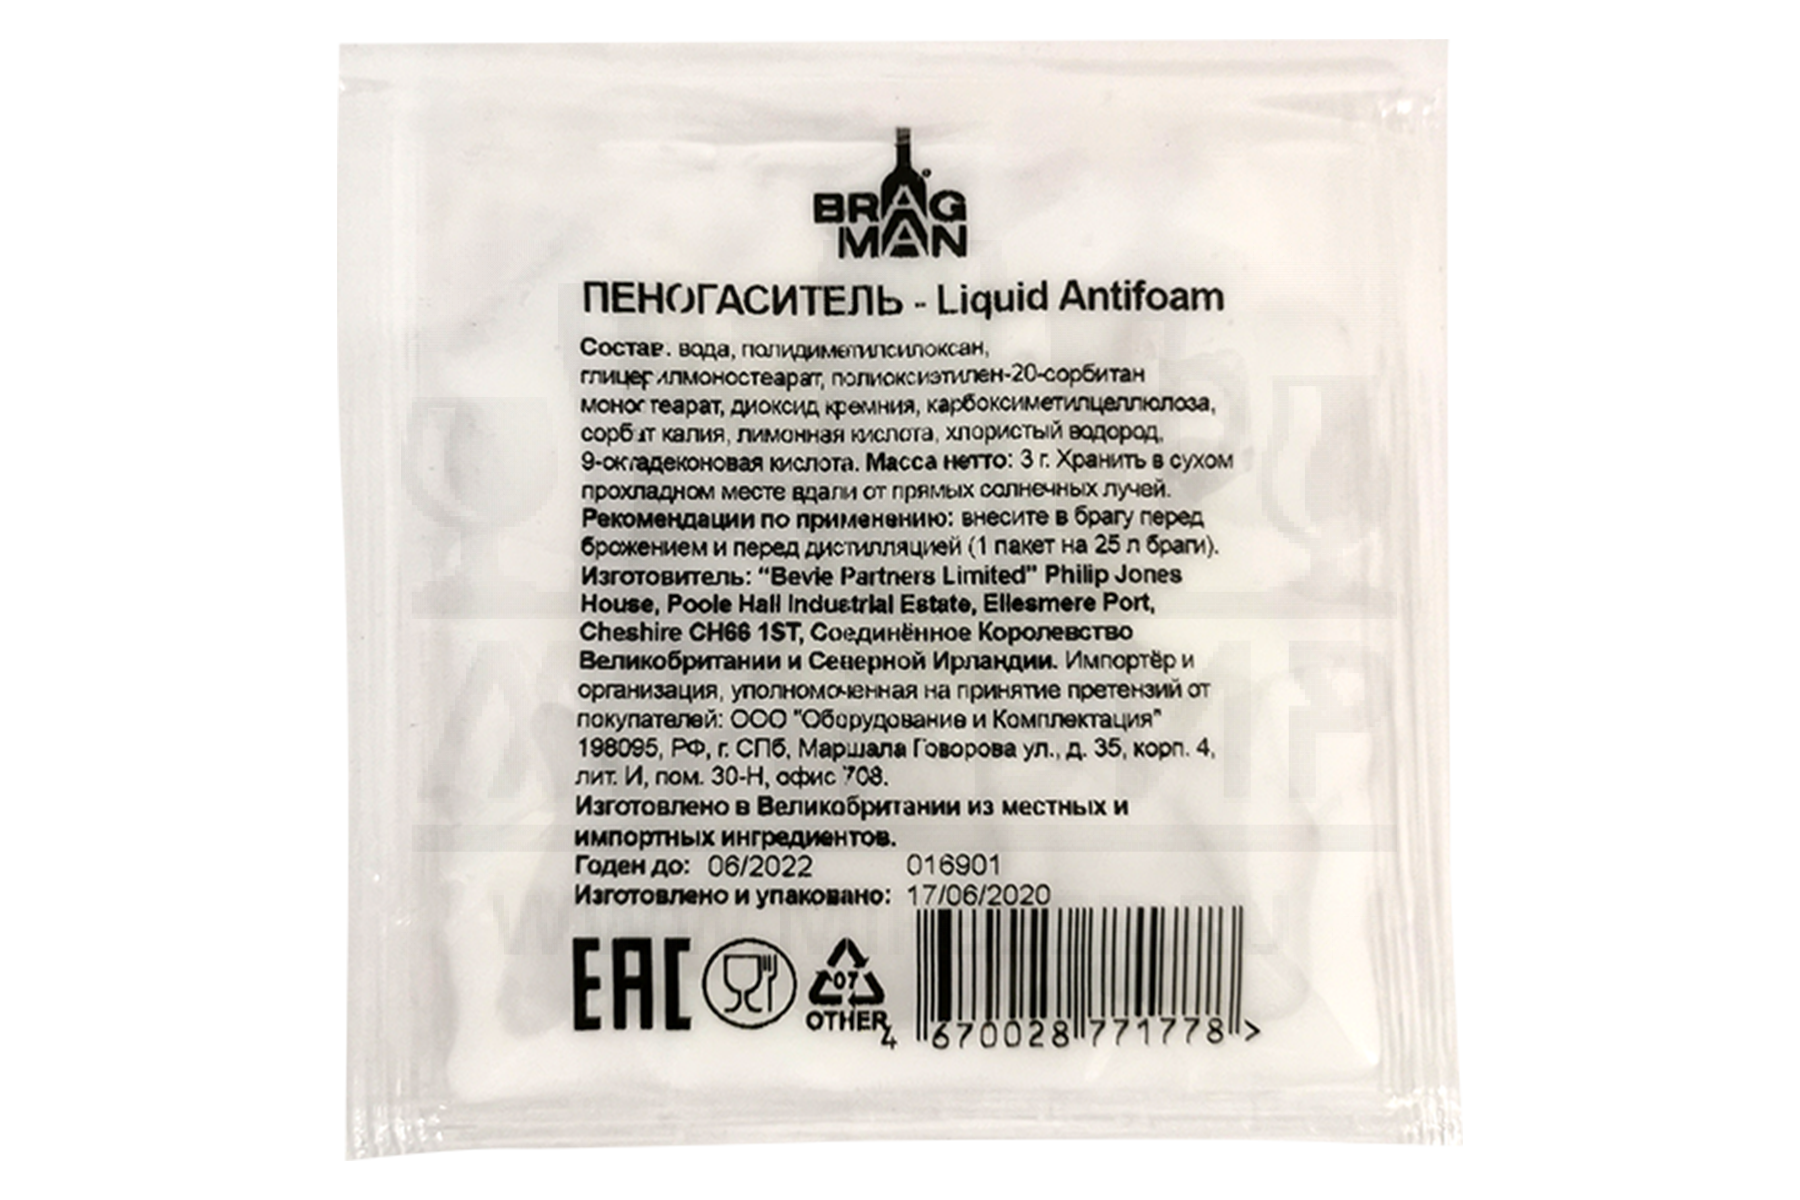 BRAG
MAN
ПЕНОГАСИТЕЛЬ - Liquid Antifoam
Состав. вода, полидиметилсилоксан,
глицерилмоностеарат, полиоксиэтилен-20-сорбитан
моностеарат, диоксид кремния, карбоксиметилцеллюлоза,
сорбат калия, лимонная кислота, хлористый водород,
9-октадеконовая кислота. Масса нетто: 3 г. Хранить в сухом
прохладном месте вдали от прямых солнечных лучей.
Рекомендации по применению: внесите в брагу перед
брожением и перед дистилляцией (1 пакет на 25 л браги).
Изготовитель: "Bevie Partners Limited" Philip Jones
House, Poole Hall Industrial Estate, Ellesmere Port,
Cheshire CH66 1ST, Соединённое Королевство
Великобритании и Северной Ирландии. Импортёр и
организация, уполномоченная на принятие претензий от
покупателей: ООО "Оборудование и Комплектация"
198095, РФ, г. СПб, Маршала Говорова ул., д. 35, корп. 4,
лит. И, пом. 30-Н, офис 708.
Изготовлено в Великобритании из местных и
импортных ингредиентов.
Годен до: 06/2022 016901
Изготовлено и упаковано: 17/06/2020
EAC
07
OTHER
4 670028 771778 >